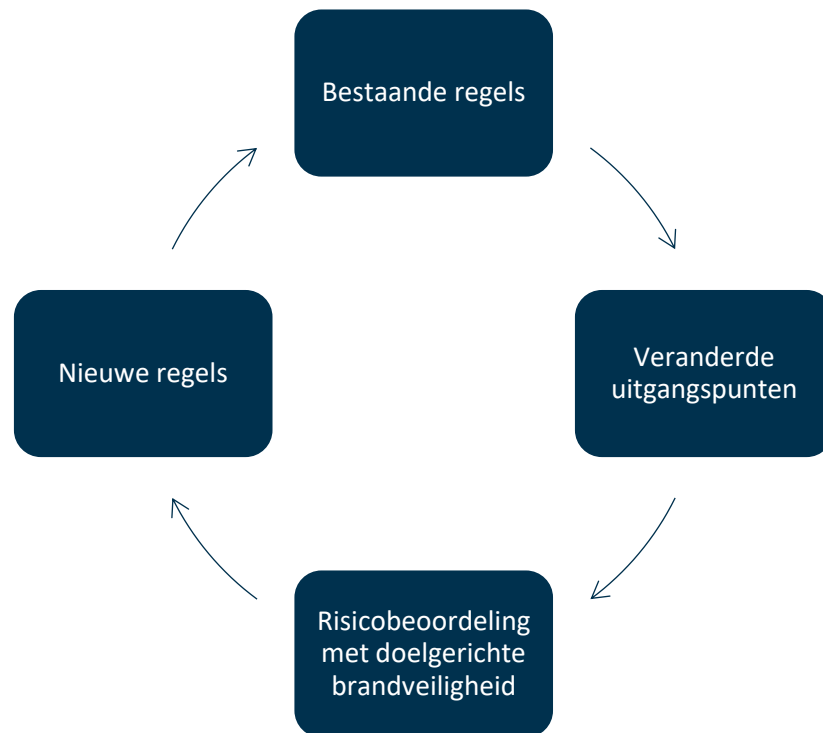 Bestaande regels
Veranderde
uitgangspunten
Risicobeoordeling
met doelgerichte
brandveiligheid
Nieuwe regels